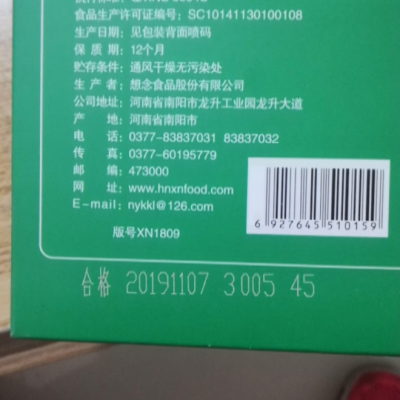 食品生产许可证编号：SC10141130100108
生产日期：见包装背面喷码
保 质 期：12个月
贮存条件：通风干燥无污染处
生 产 者：想念食品股份有限公司
公司地址：河南省南阳市龙升工业园龙升大道
产 地：河南省南阳市
电 话：0377-83837031 83837032
传 真：0377-60195779
邮 编：473000
网 址：www.hnxnfood.com
E-mail：nykkl@126.com
版号XN1809
6 927645 510159
合格 20191107 3 005 45